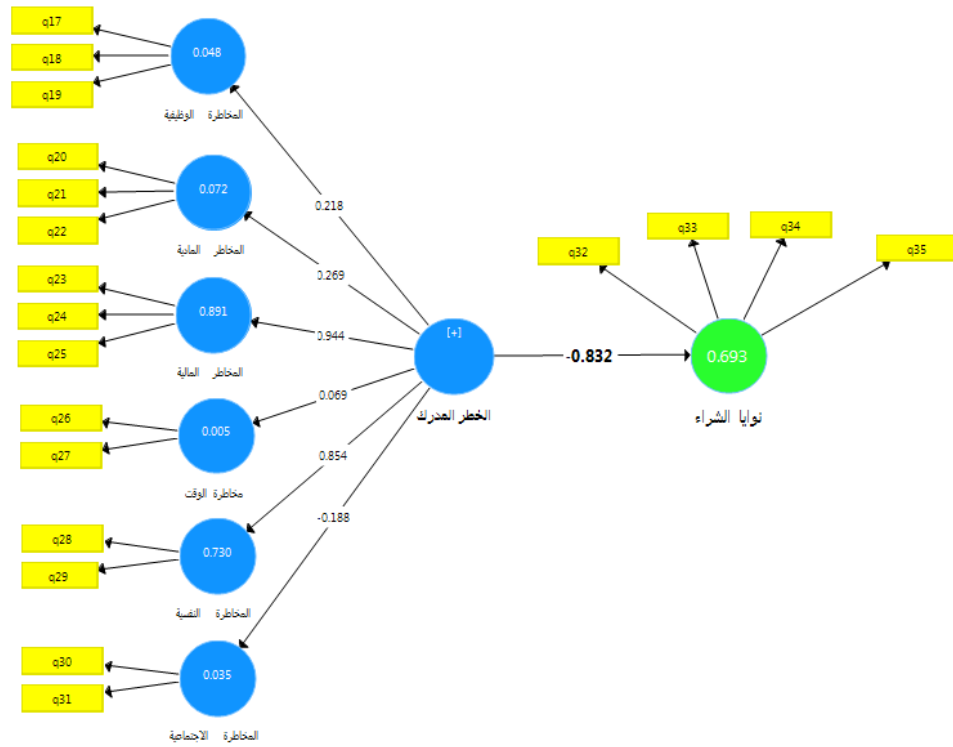 q17
q18
q19
0.048
المخاطرة الوظيفية
q20
q21
q22
0.072
المخاطر المادية
q23
q24
q25
0.891
المخاطر المالية
q26
q27
0.005
مخاطرة الوقت
q28
q29
0.730
المخاطرة النفسية
q30
q31
0.035
المخاطرة الاجتماعية
0.218
0.269
0.944
0.069
0.854
-0.188
[+]
الخطر المدرك
-0.832
q32
q33
q34
q35
0.693
نوايا الشراء